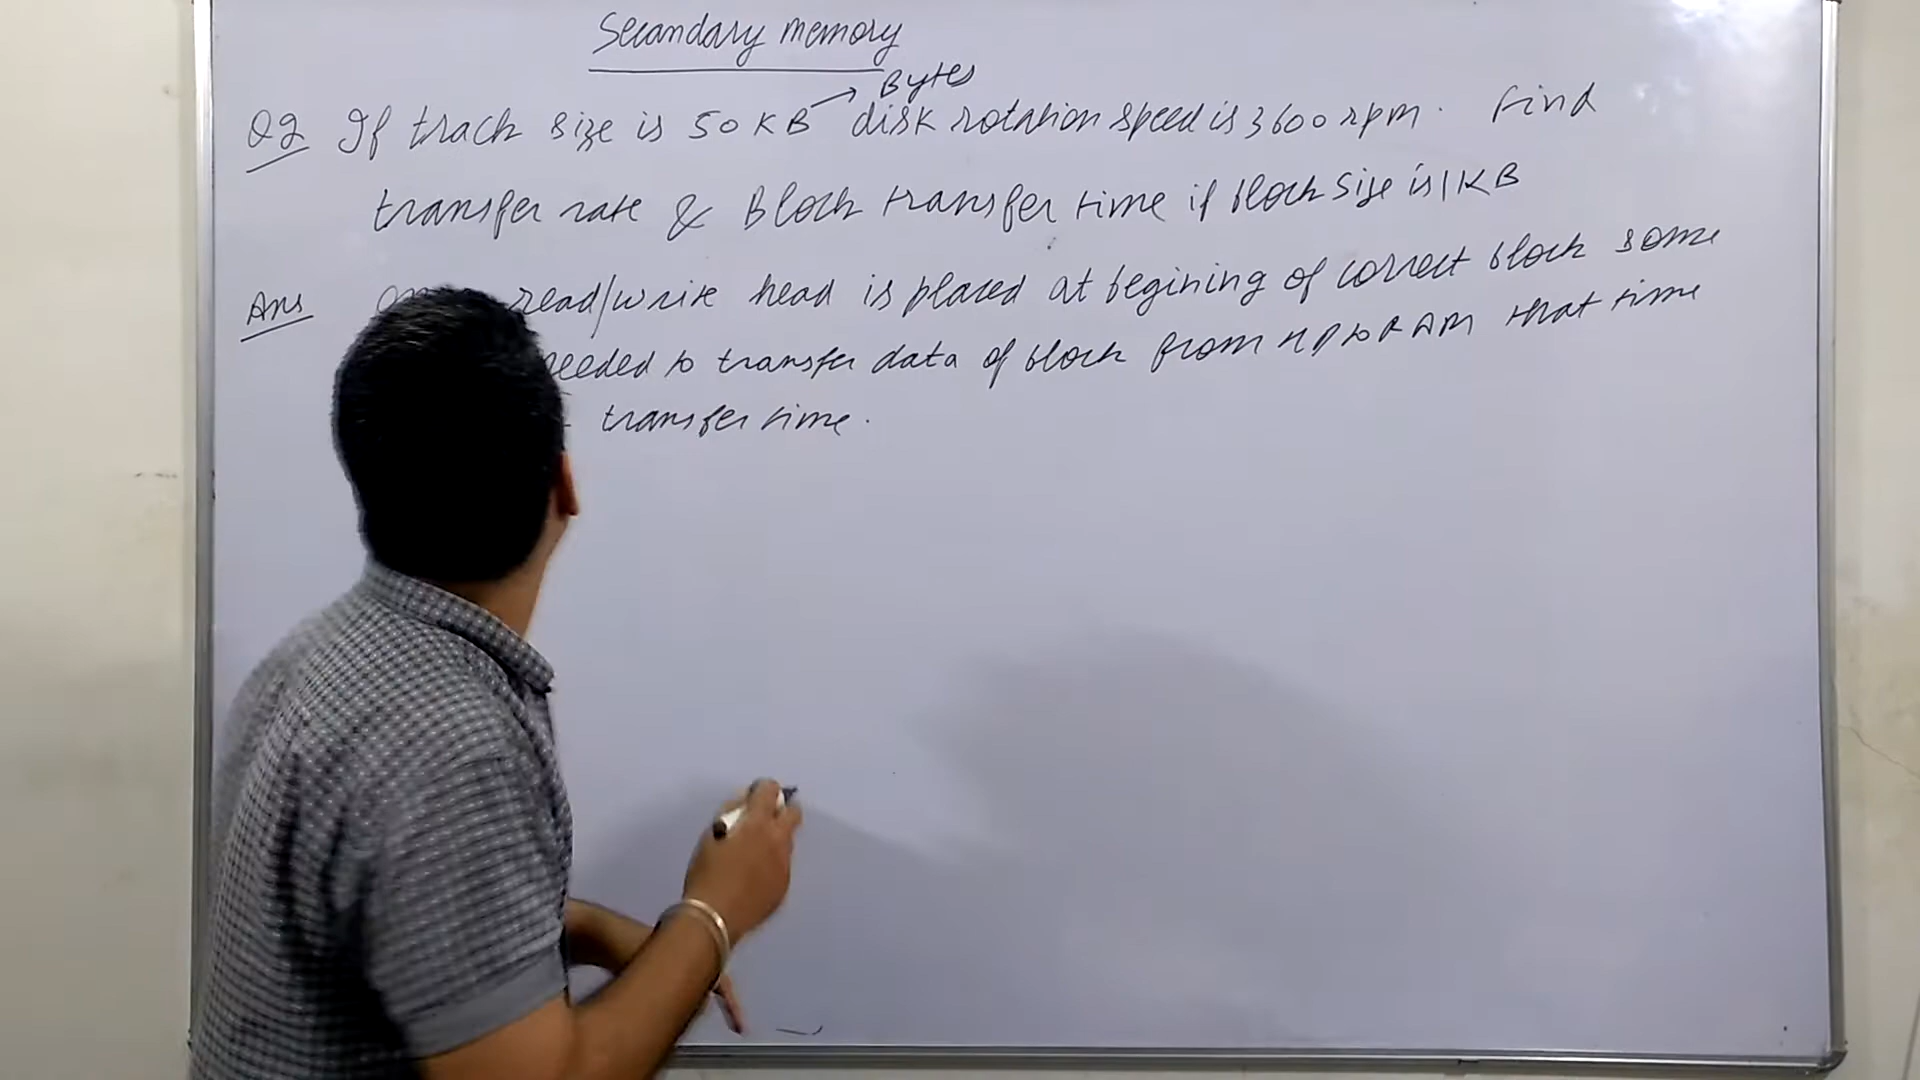 Secondary memory
Bytes
Q2 If track size is 50 KB → disk rotation speed is 3600 rpm. Find
transfer rate & Block transfer time if block size is 1KB
Ans read/write head is placed at begining of correct block some
needed to transfer data of block from to RAM that time
transfer time.